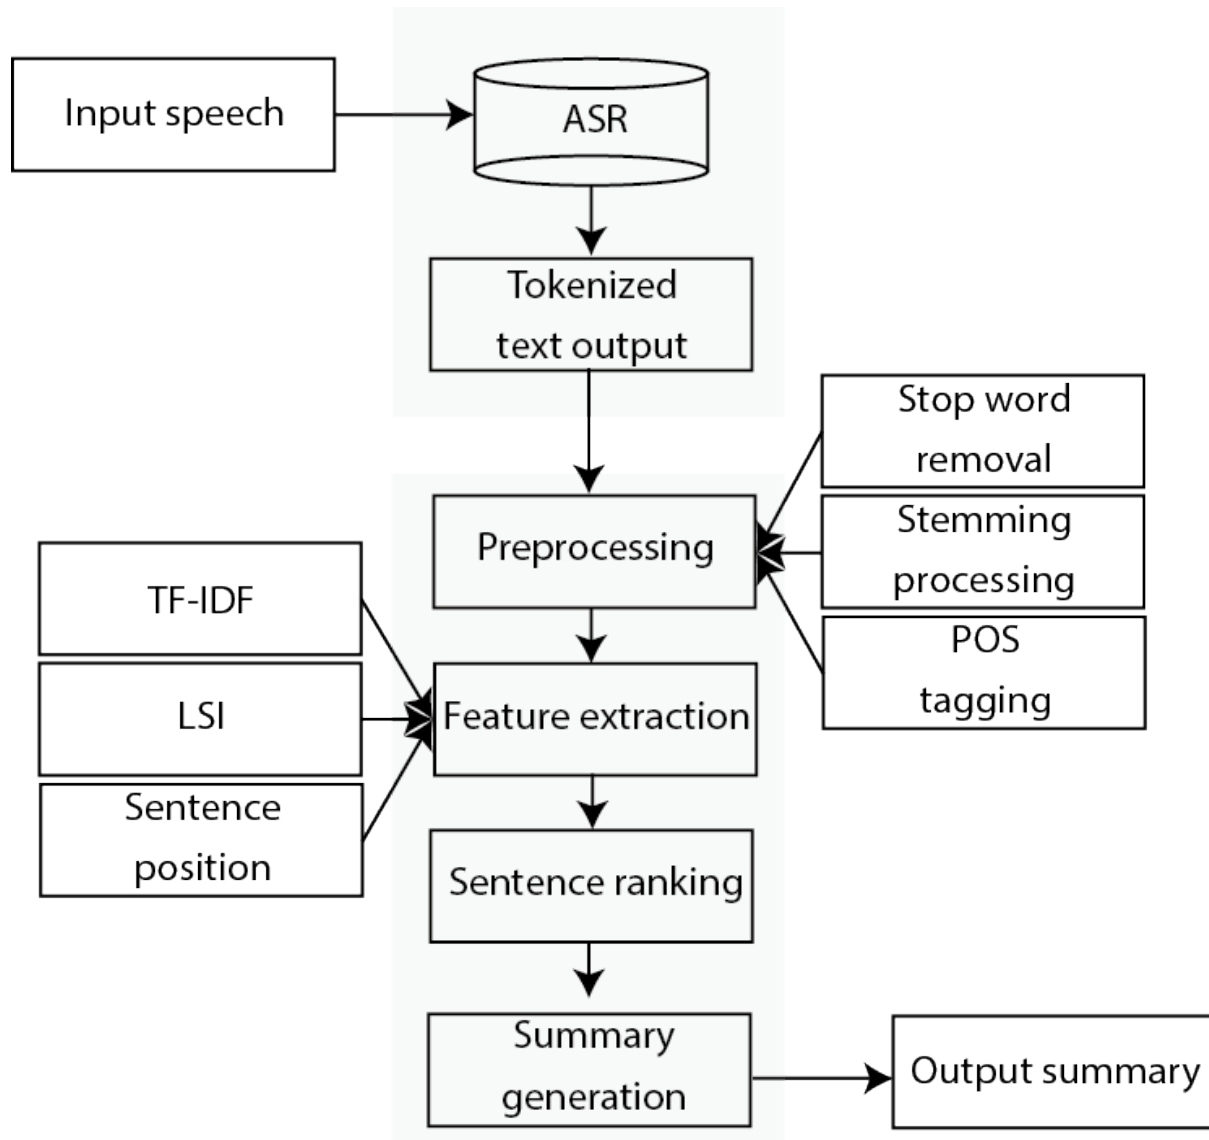 Input speech
ASR
Tokenized
text output
Stop word
removal
Preprocessing
Stemming
processing
TF-IDF
POS
tagging
LSI
Feature extraction
Sentence
position
Sentence ranking
Summary
generation
Output summary